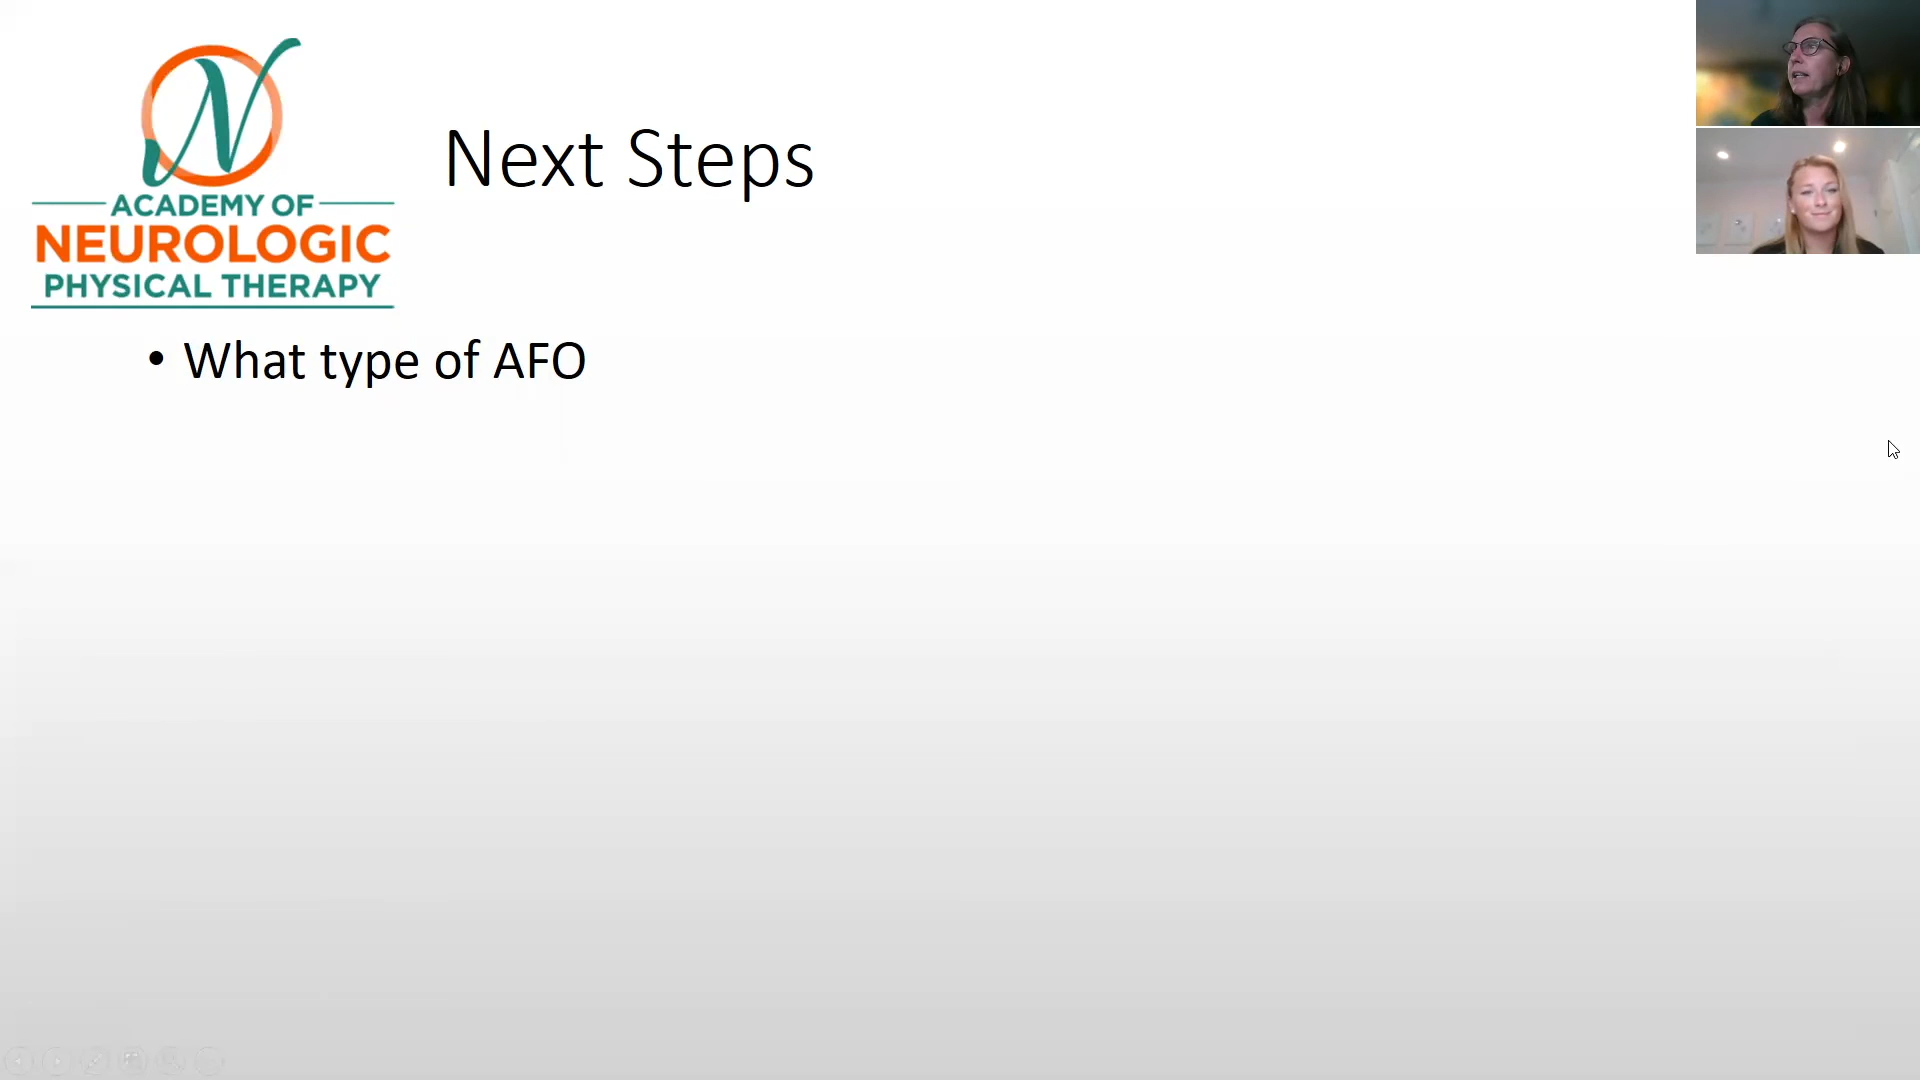 N
ACADEMY OF
NEUROLOGIC
PHYSICAL THERAPY
Next Steps
• What type of AFO